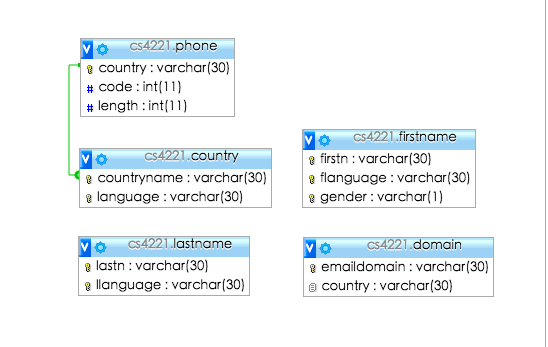 cs4221.phone
country : varchar(30)
# code : int(11)
# length : int(11)
v cs4221.country
countryname : varchar(30)
language : varchar(30)
v cs4221.firstname
firstn : varchar(30)
flanguage : varchar(30)
gender : varchar(1)
v cs4221.lastname
lastn : varchar(30)
llanguage : varchar(30)
v cs4221.domain
emaildomain : varchar(30)
country : varchar(30)